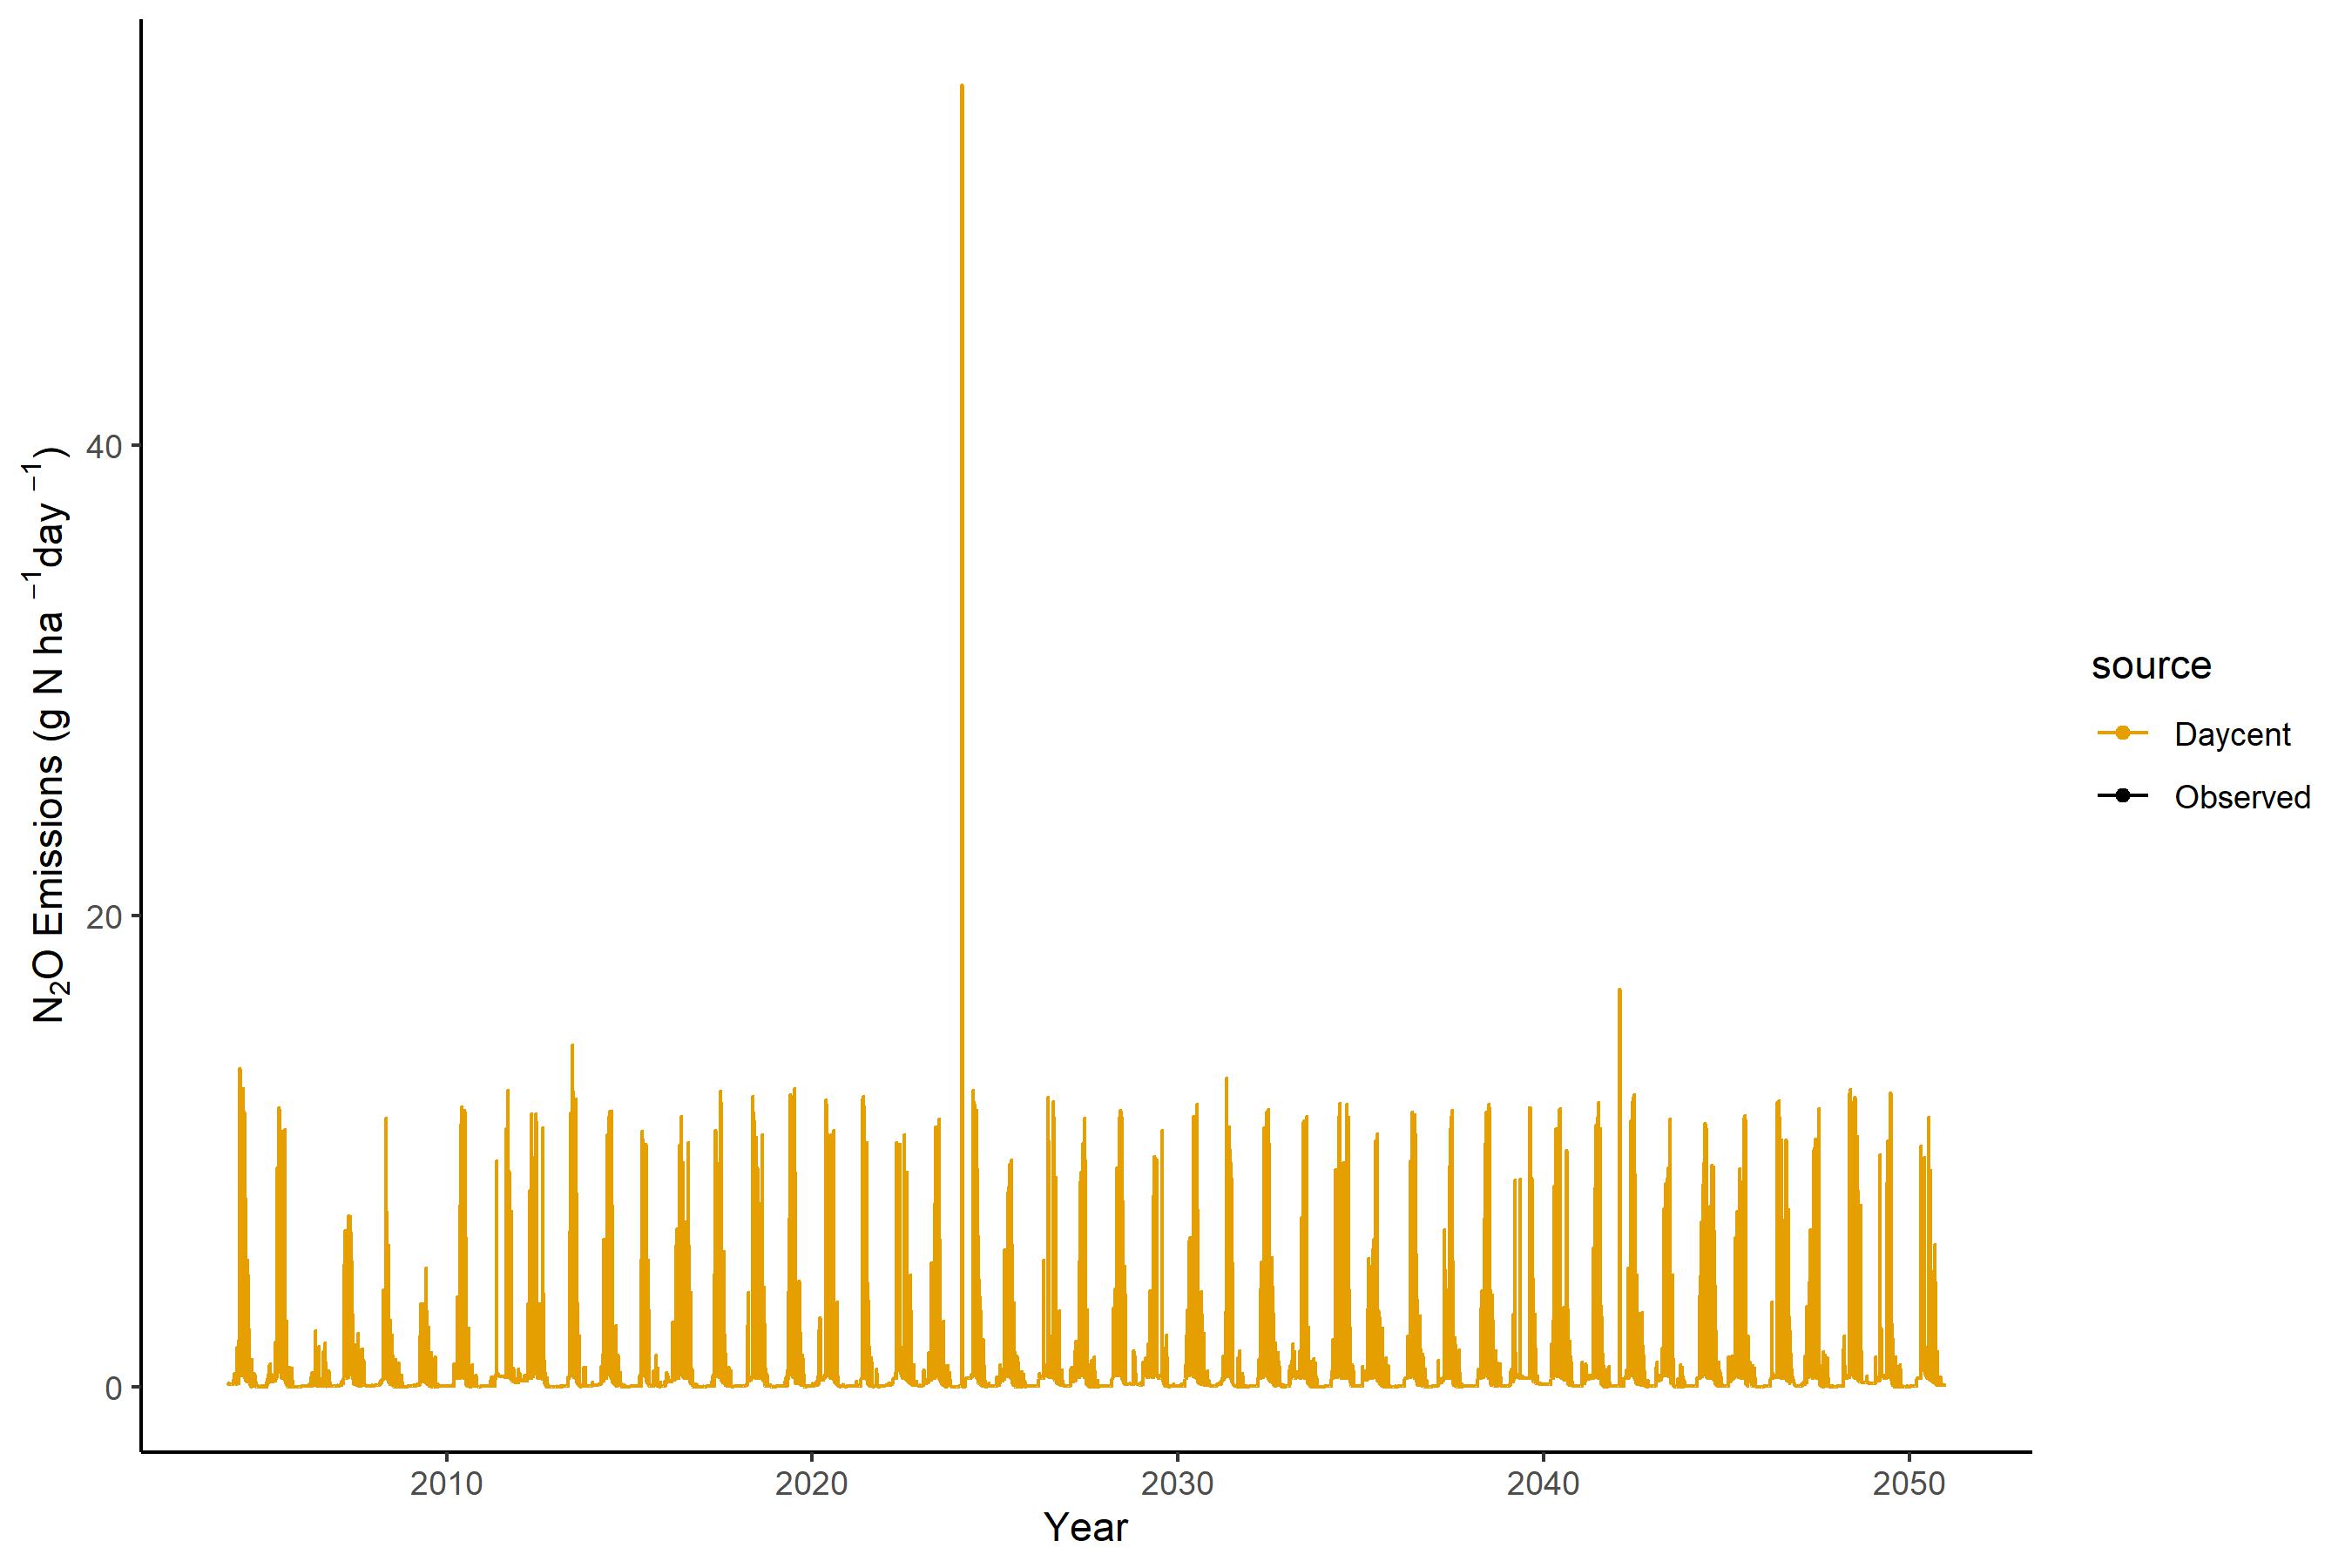 N₂O Emissions (g N ha ⁻¹day ⁻¹)
40
20
0
2010 2020 2030 2040 2050
Year
source
Daycent
Observed